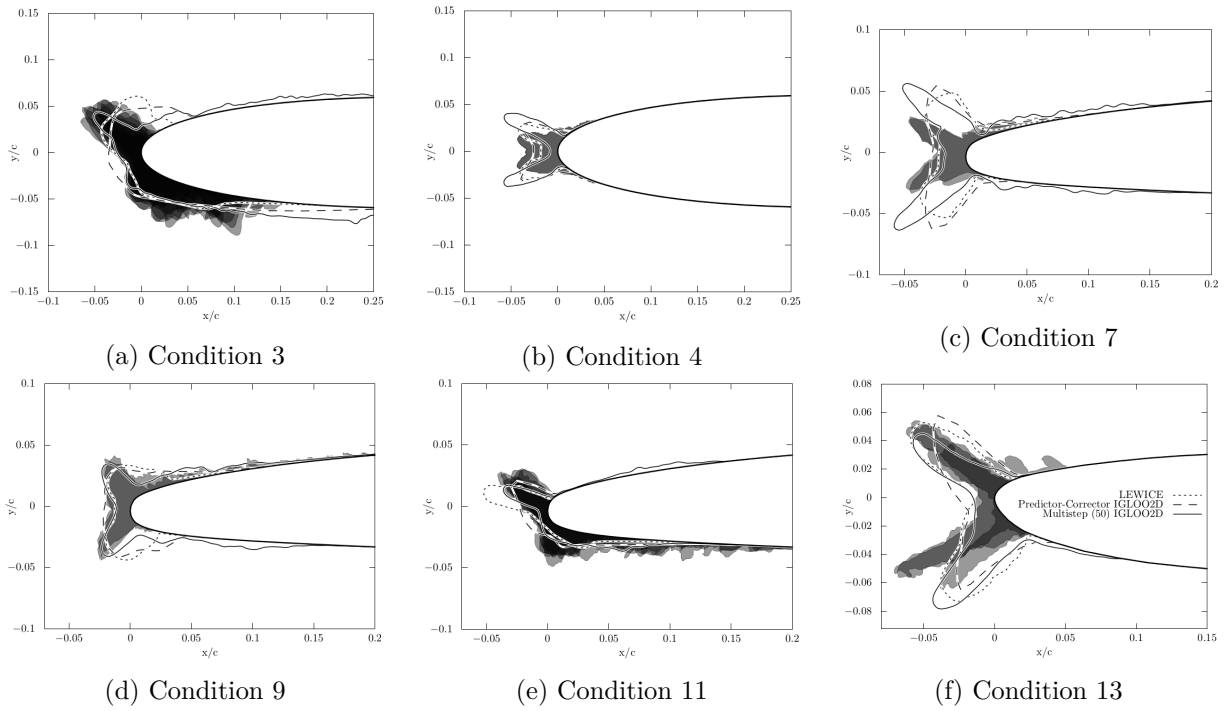 0.15
0.1
0.05
0
−0.05
−0.1
−0.15
y/c
−0.1 −0.05 0 0.05 0.1 0.15 0.2 0.25
x/c
(a) Condition 3
0.15
0.1
0.05
0
−0.05
−0.1
−0.15
y/c
−0.1 −0.05 0 0.05 0.1 0.15 0.2 0.25
x/c
(b) Condition 4
0.1
0.05
0
−0.05
−0.1
y/c
−0.05 0 0.05 0.1 0.15 0.2
x/c
(c) Condition 7
0.1
0.05
0
−0.05
−0.1
y/c
−0.05 0 0.05 0.1 0.15 0.2
x/c
(d) Condition 9
0.1
0.05
0
−0.05
−0.1
y/c
−0.05 0 0.05 0.1 0.15 0.2
x/c
(e) Condition 11
0.08
0.06
0.04
0.02
0
−0.02
−0.04
−0.06
−0.08
y/c
LEWICE
Predictor-Corrector IGLOO2D
Multistep (50) IGLOO2D
−0.05 0 0.05 0.1 0.15
x/c
(f) Condition 13